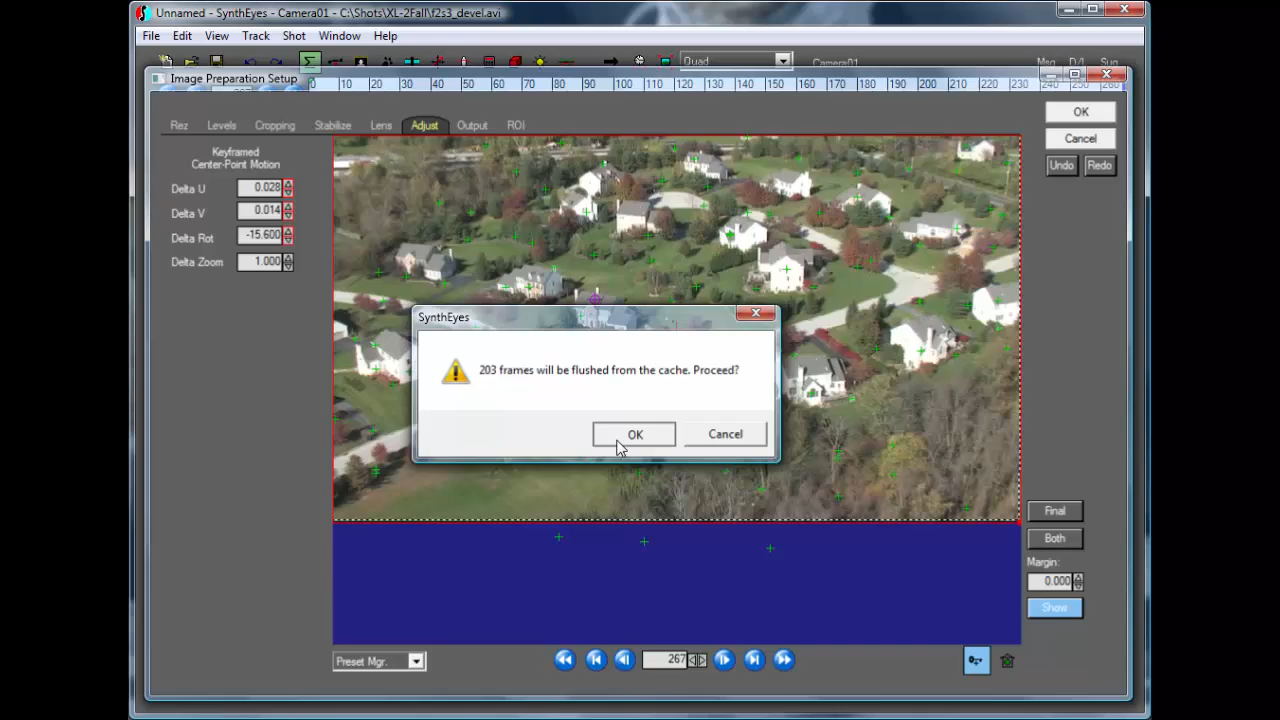 Unnamed - SynthEyes - Camera01 - C:\Shots\XL-2Fall\f2s3_devel.avi
File Edit View Track Shot Window Help
Quad
Camera01
Image Preparation Setup
0 10 20 30 40 50 60 70 80 90 100 110 120 130 140 150 160 170 180 190 200 210 220 230 240 250 260
Rez Levels Cropping Stabilize Lens Adjust Output ROI
OK
Cancel
Undo Redo
Keyframed
Center-Point Motion
Delta U 0.028
Delta V 0.014
Delta Rot -15.600
Delta Zoom 1.000
SynthEyes
203 frames will be flushed from the cache. Proceed?
OK Cancel
Final
Both
Margin:
0.000
Show
Preset Mgr.
267